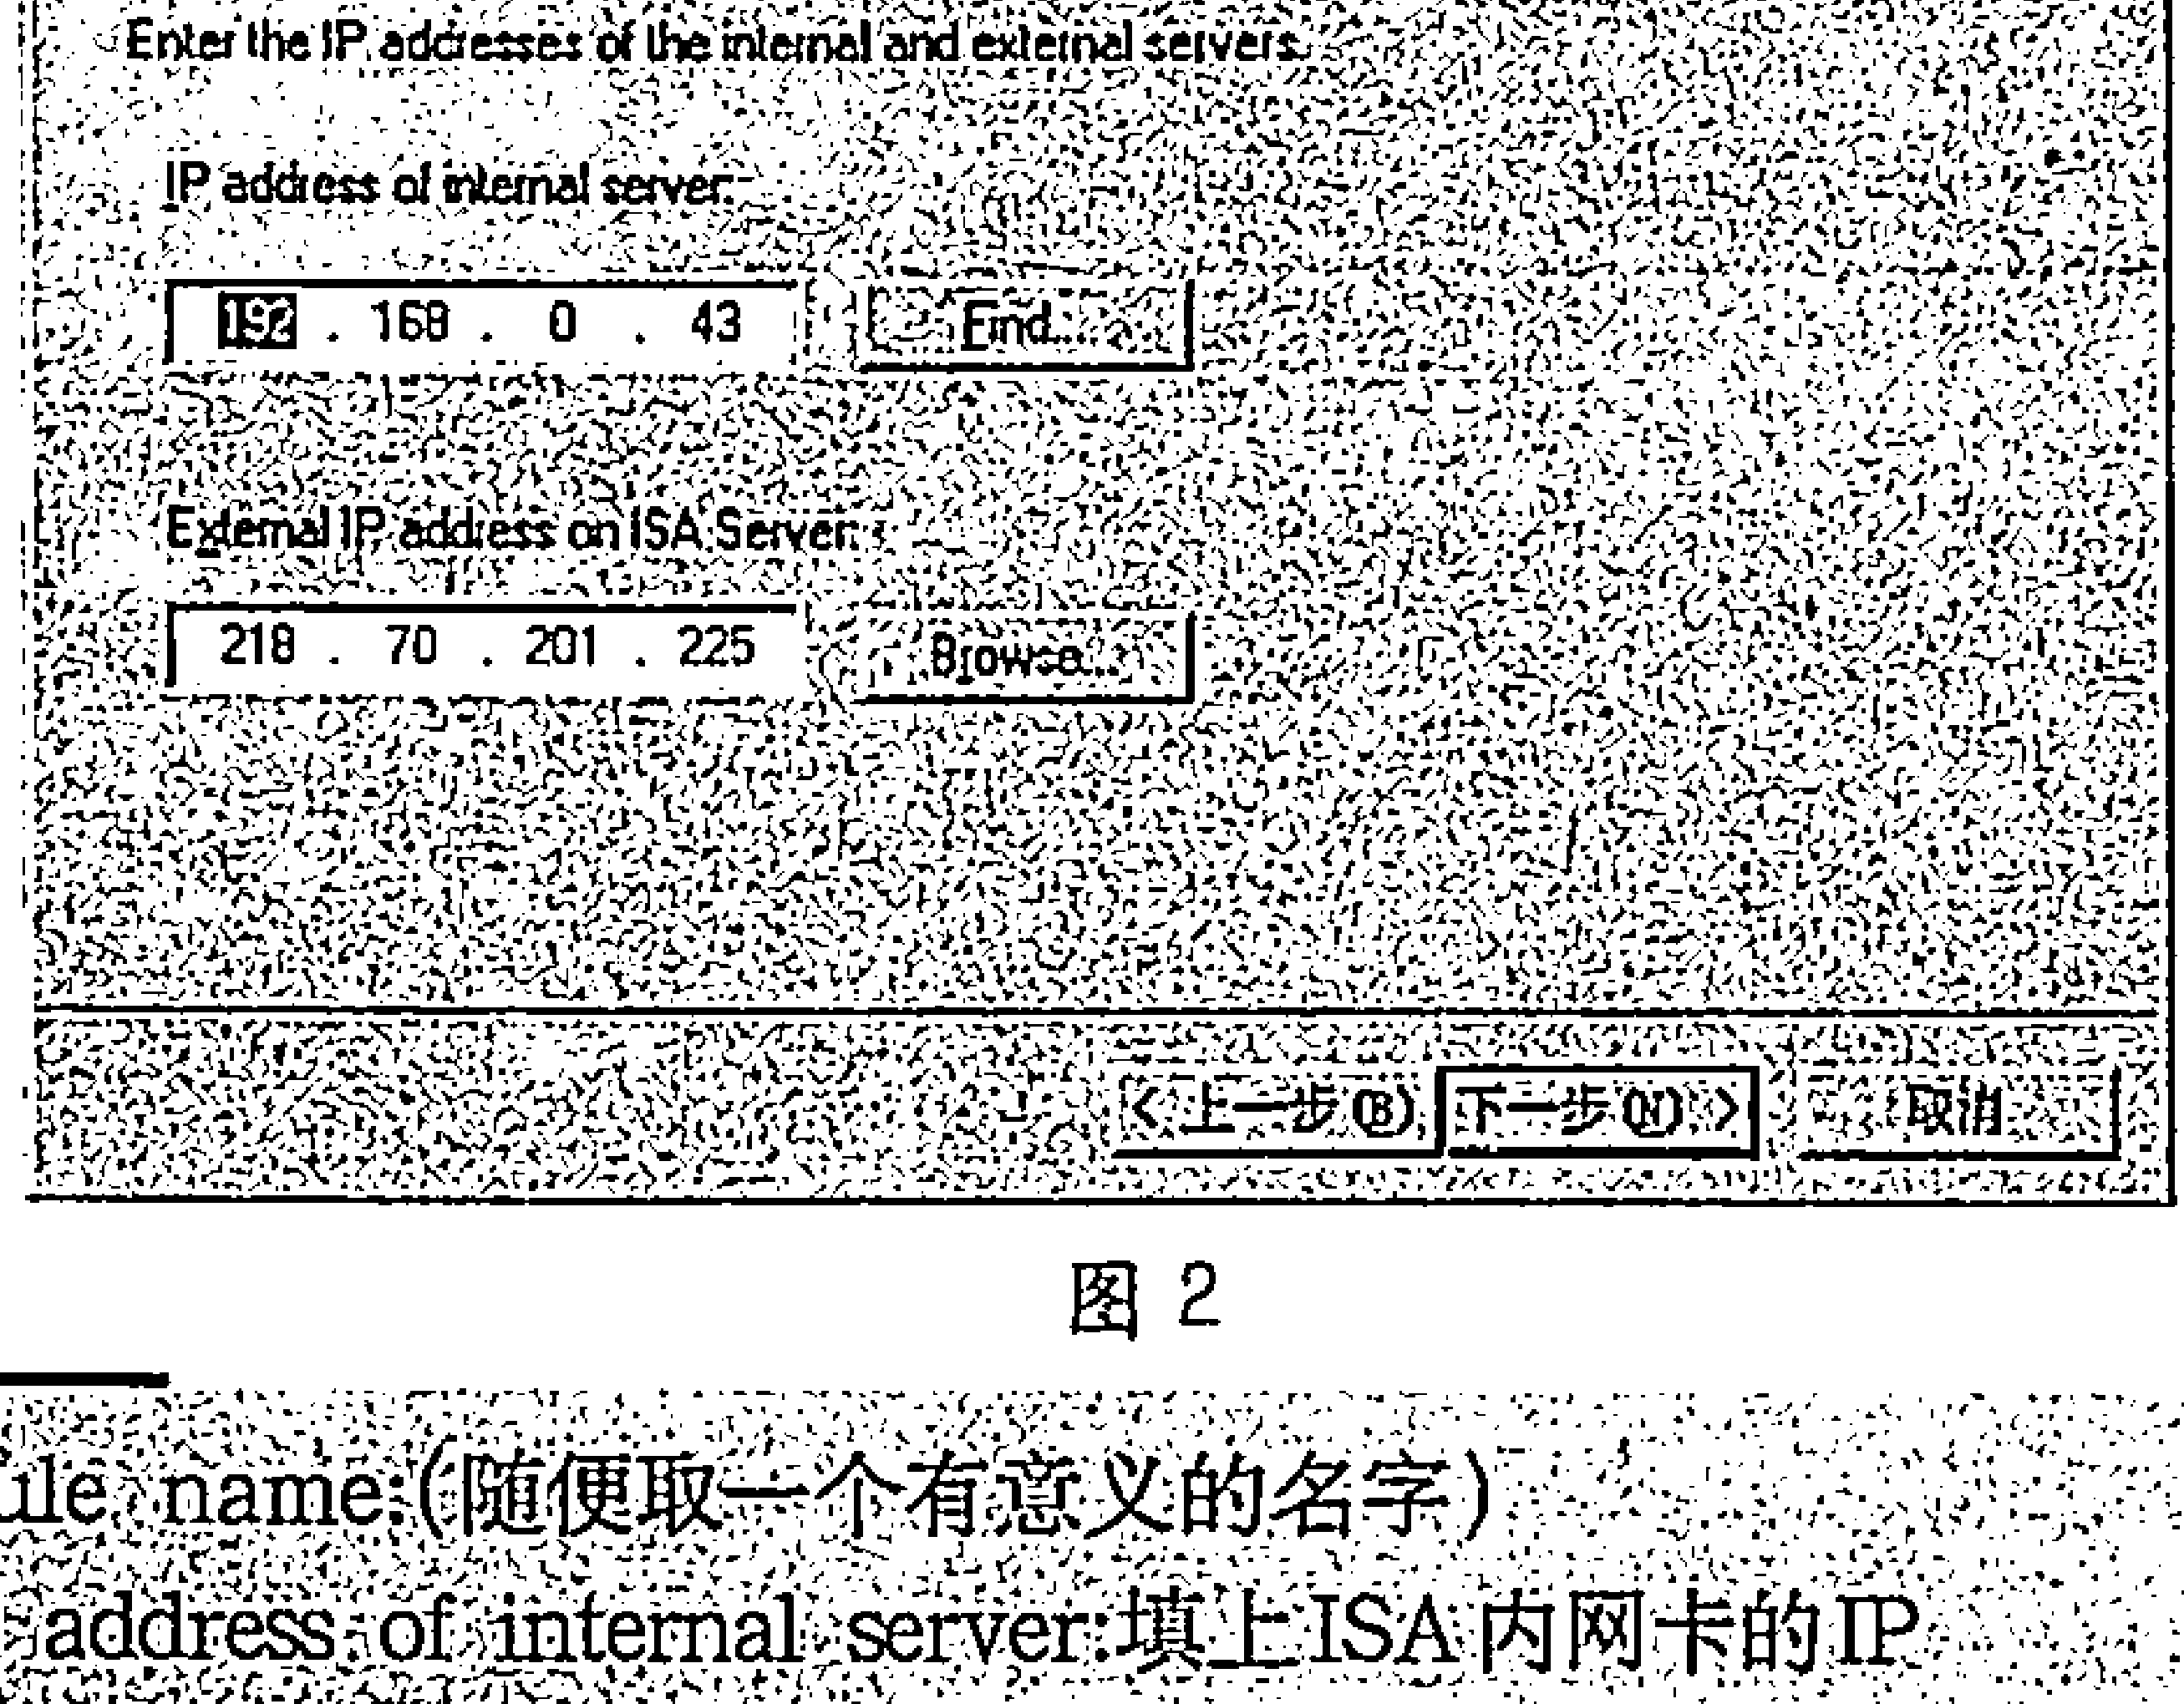 Enter the IP addresses of the internal and external servers.
IP address of internal server:
192 . 168 . 0 . 43 Find...
External IP address on ISA Server:
218 . 70 . 201 . 225 Browse...
< 上一步(B) 下一步(N) > 取消
图 2
name:(随便取一个有意义的名字)
address of internal server:填上ISA内网卡的IP